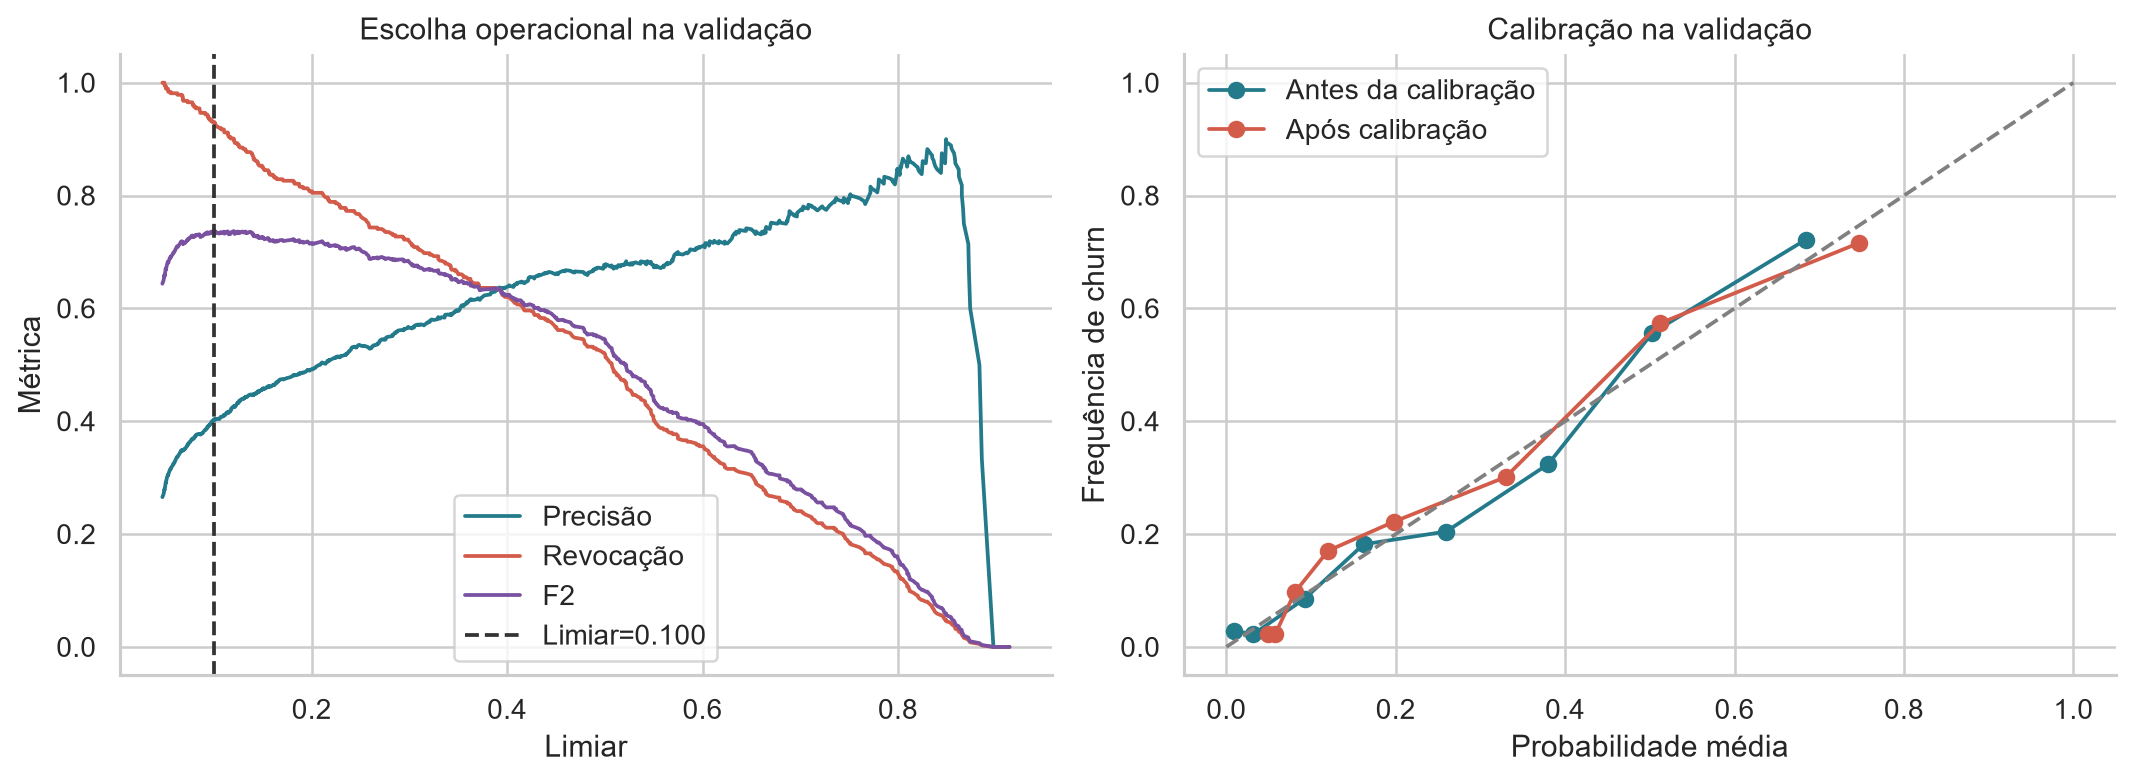 Escolha operacional na validação
1.0
0.8
0.6
0.4
0.2
0.0
Métrica
Precisão
Revocação
F2
Limiar=0.100
0.2
0.4
0.6
0.8
Limiar
Calibração na validação
Antes da calibração
Após calibração
1.0
0.8
0.6
0.4
0.2
0.0
Frequência de churn
0.0
0.2
0.4
0.6
0.8
1.0
Probabilidade média